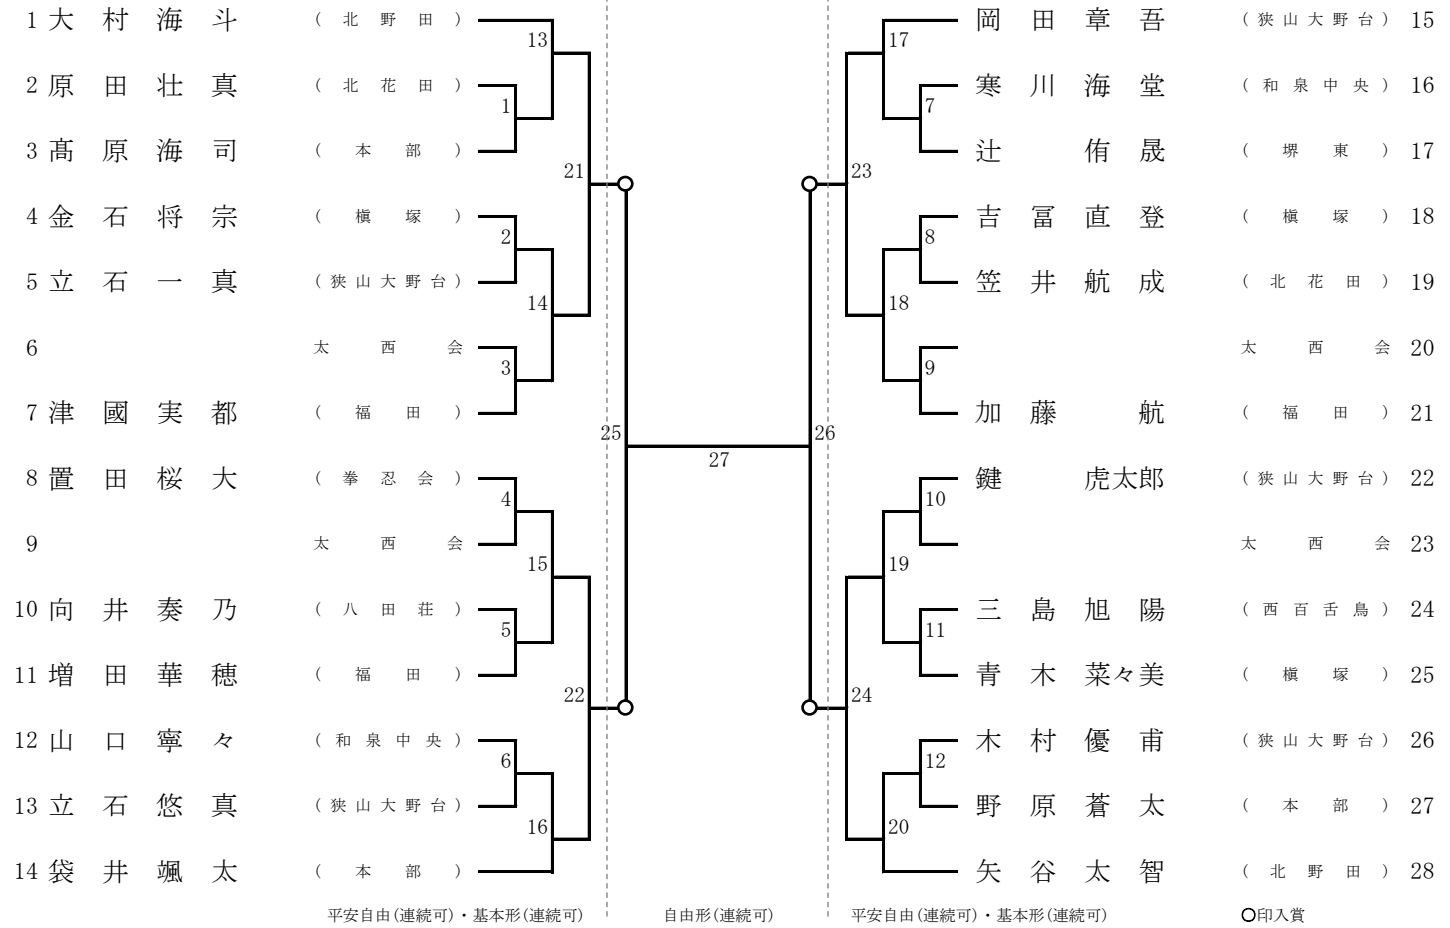 1 大村海斗 (北野田) 岡田章吾 (狭山大野台) 15
13 17
2 原田壮真 (北花田) 寒川海堂 (和泉中央) 16
1 7
3 髙原海司 (本部) 辻侑晟 (堺東) 17
21 23
4 金石将宗 (槇塚) 吉冨直登 (槇塚) 18
2 8
5 立石一真 (狭山大野台) 笠井航成 (北花田) 19
14 18
6 太西会 太西会 20
3 9
7 津國実都 (福田) 加藤航 (福田) 21
25 26
27
8 置田桜大 (拳忍会) 鍵虎太郎 (狭山大野台) 22
4 10
9 太西会 太西会 23
15 19
10 向井奏乃 (八田荘) 三島旭陽 (西百舌鳥) 24
5 11
11 増田華穂 (福田) 青木菜々美 (槇塚) 25
22 24
12 山口寧々 (和泉中央) 木村優甫 (狭山大野台) 26
6 12
13 立石悠真 (狭山大野台) 野原蒼太 (本部) 27
16 20
14 袋井颯太 (本部) 矢谷太智 (北野田) 28
平安自由(連続可)・基本形(連続可) 自由形(連続可) 平安自由(連続可)・基本形(連続可) ○印入賞